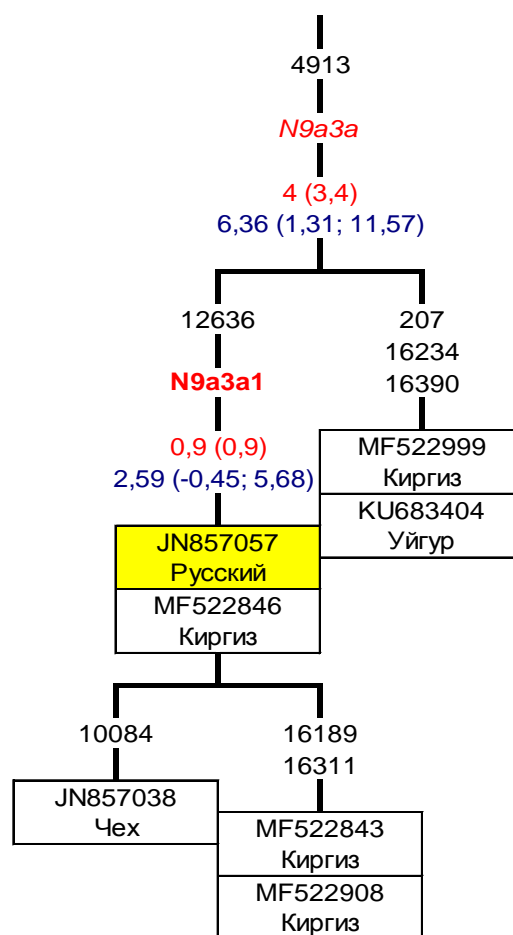 4913
N9a3a
4 (3,4)
6,36 (1,31; 11,57)
12636
N9a3a1
0,9 (0,9)
2,59 (-0,45; 5,68)
207
16234
16390
MF522999
Киргиз
KU683404
Уйгур
JN857057
Русский
MF522846
Киргиз
10084
JN857038
Чех
16189
16311
MF522843
Киргиз
MF522908
Киргиз